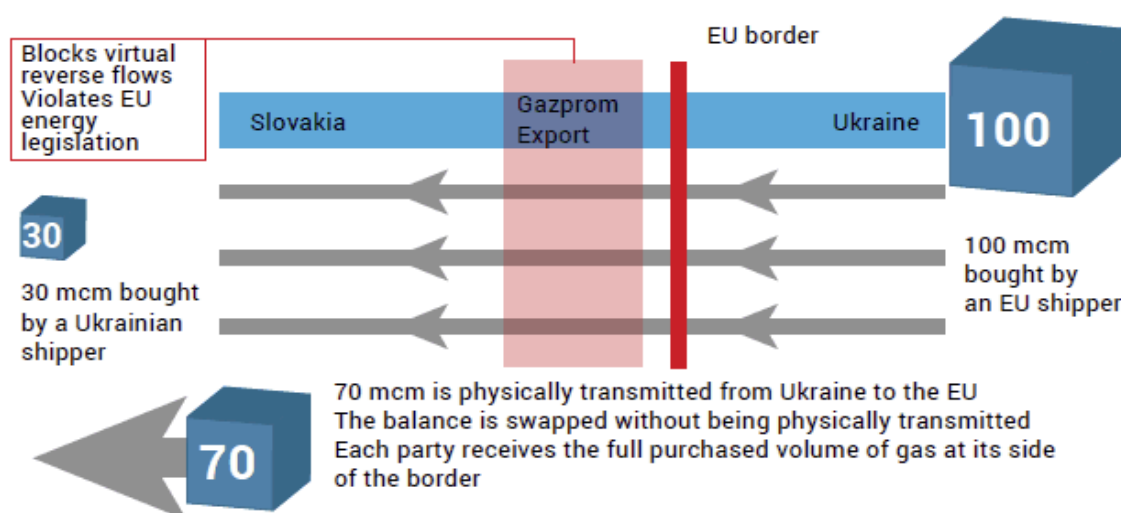 Blocks virtual
reverse flows
Violates EU
energy
legislation
EU border
Slovakia
Gazprom
Export
Ukraine
100
30
30 mcm bought
by a Ukrainian
shipper
100 mcm
bought by
an EU shipper
70
70 mcm is physically transmitted from Ukraine to the EU
The balance is swapped without being physically transmitted
Each party receives the full purchased volume of gas at its side
of the border